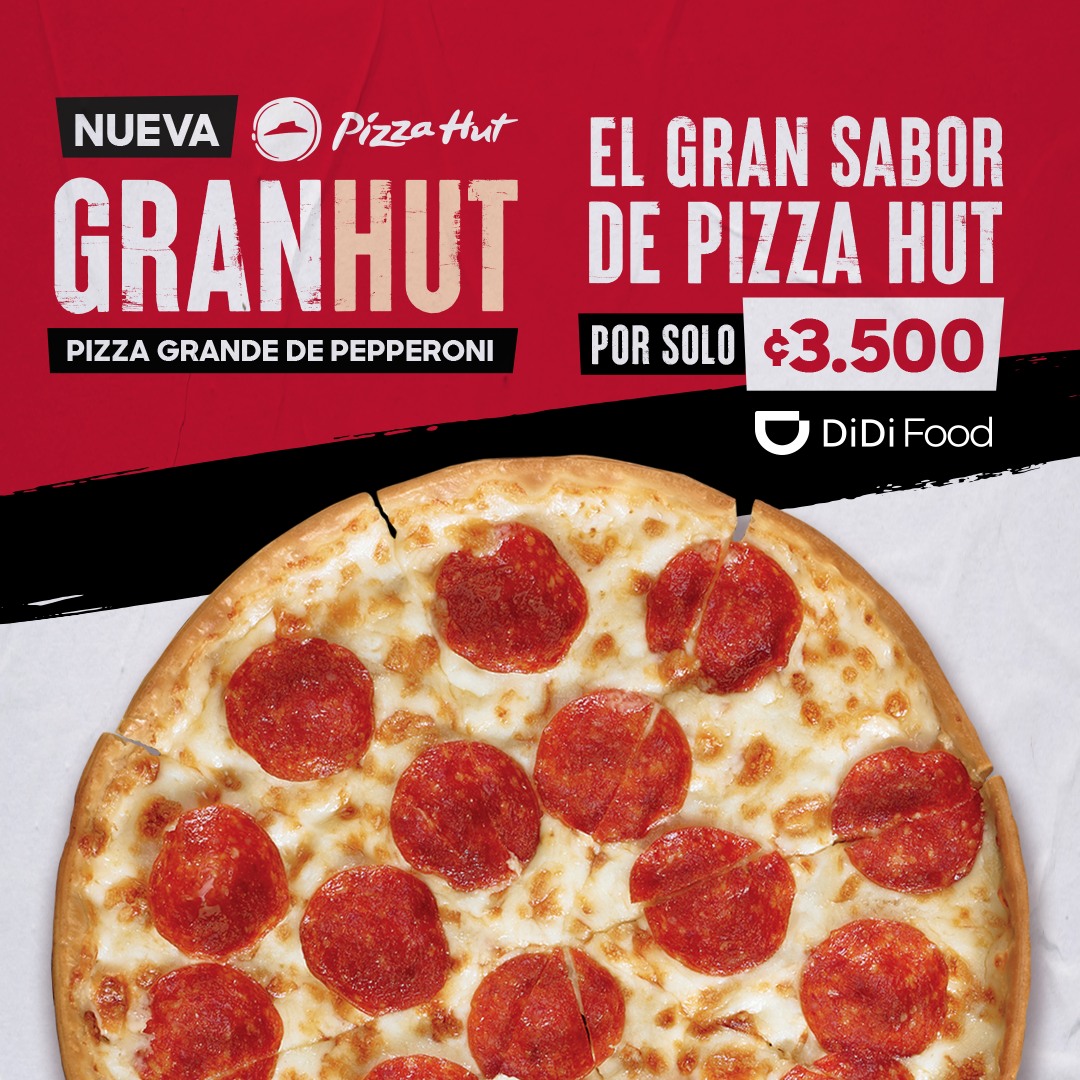 NUEVA Pizza Hut
GRANHUT
PIZZA GRANDE DE PEPPERONI
EL GRAN SABOR
DE PIZZA HUT
POR SOLO ¢3.500
DiDi Food